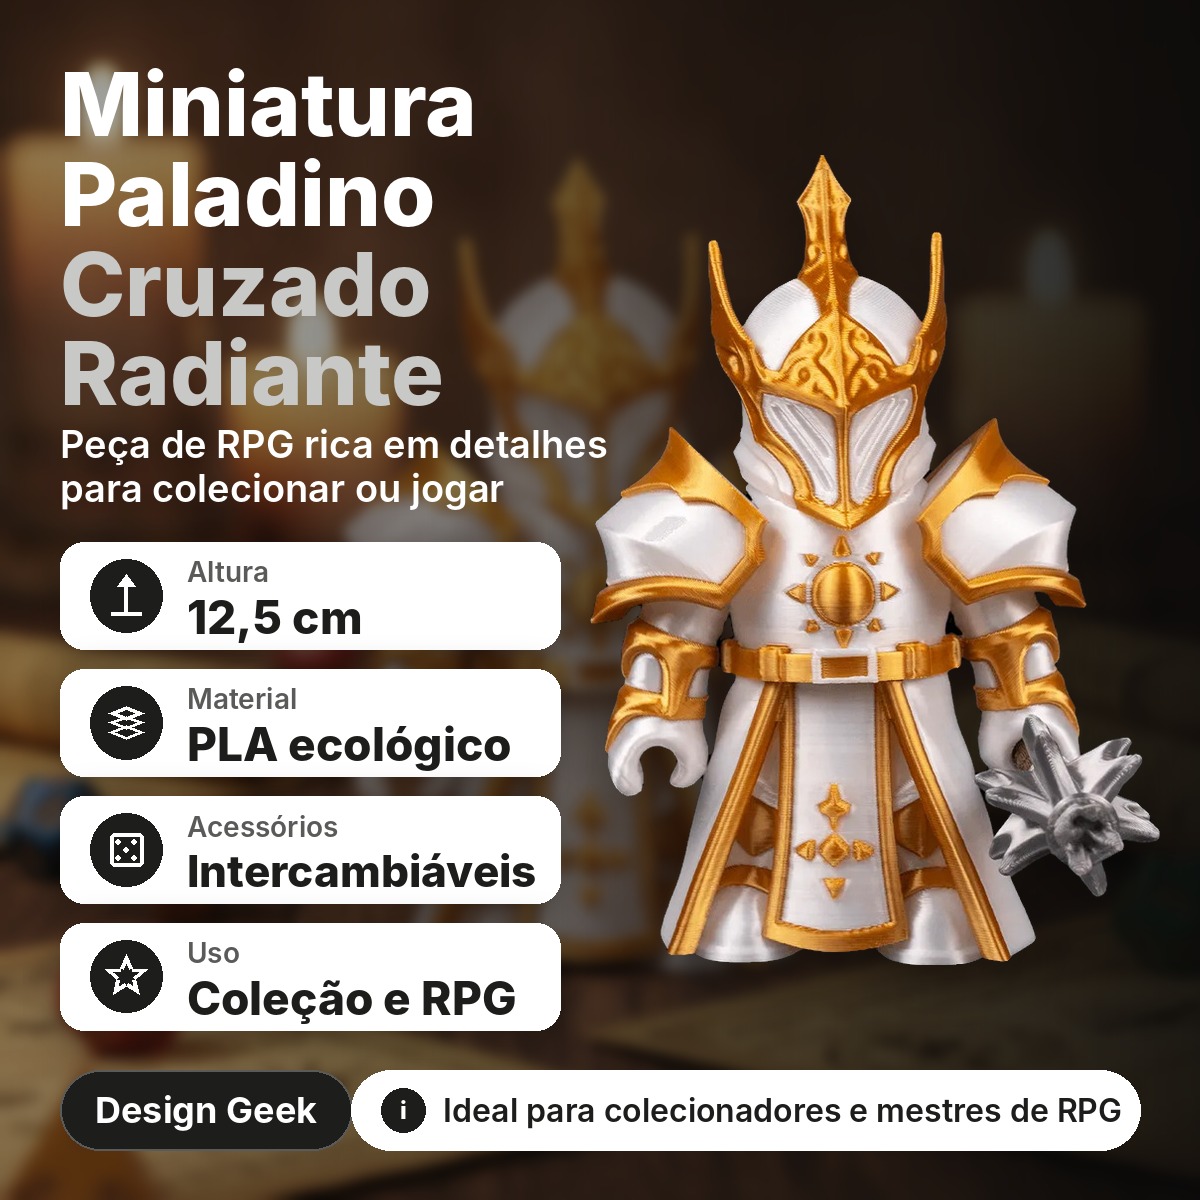 Miniatura
Paladino
Cruzado
Radiante
Peça de RPG rica em detalhes
para colecionar ou jogar
Altura
12,5 cm
Material
PLA ecológico
Acessórios
Intercambiáveis
Uso
Coleção e RPG
Design Geek
i Ideal para colecionadores e mestres de RPG